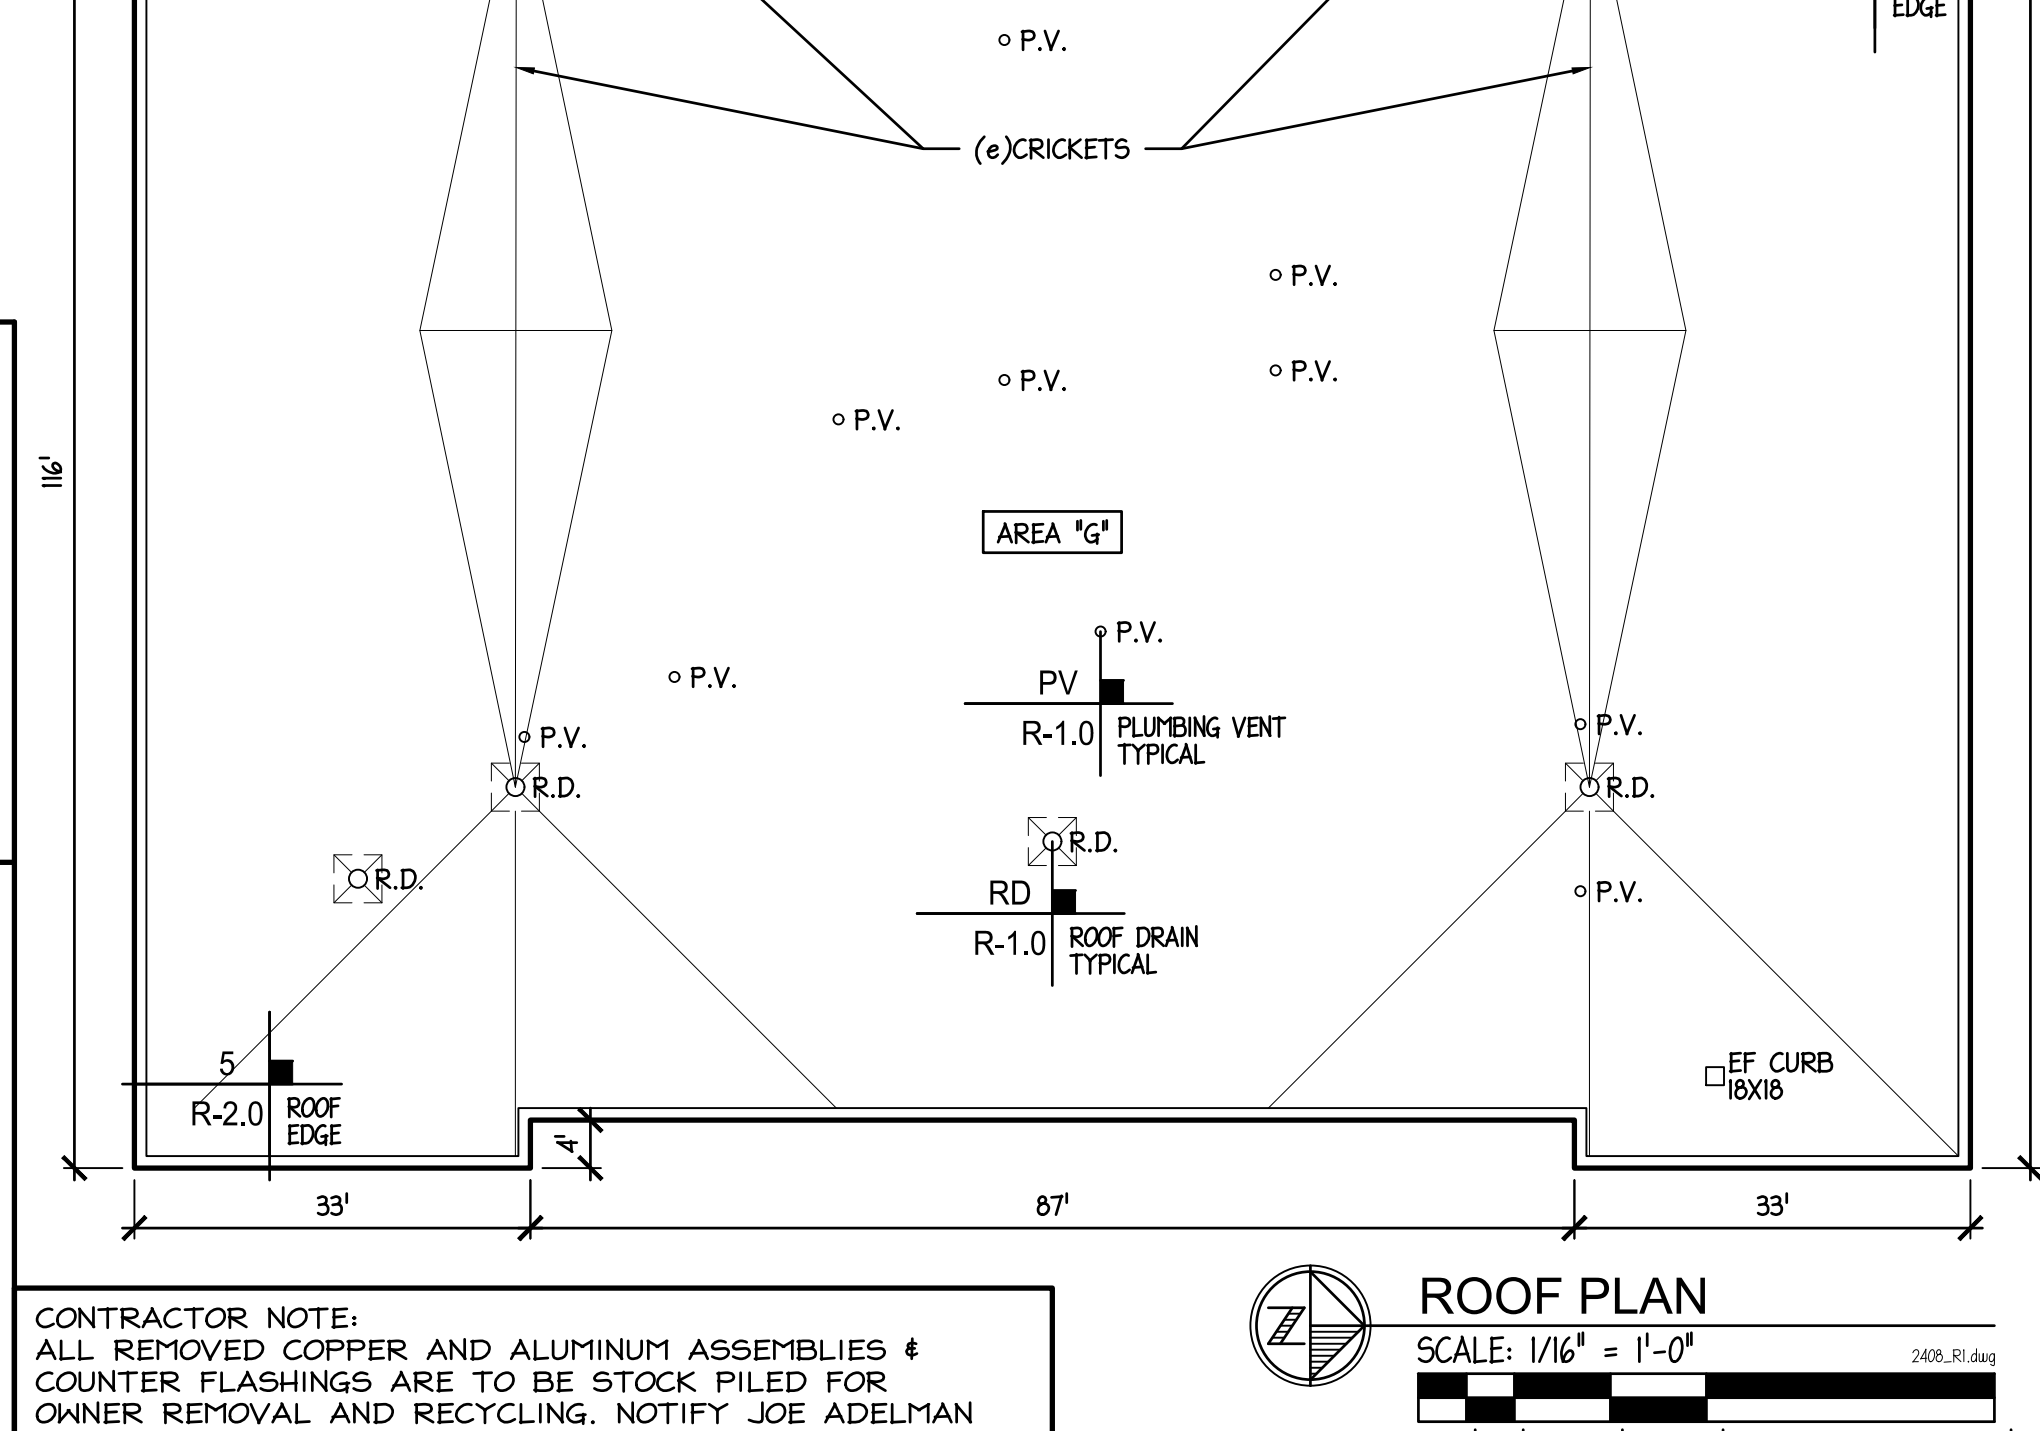 EDGE
P.V.
(e)CRICKETS
P.V.
P.V.
P.V.
P.V.
116'
AREA "G"
P.V.
P.V.
PV
R-1.0
PLUMBING VENT
TYPICAL
P.V.
P.V.
R.D.
R.D.
R.D.
R.D.
RD
R-1.0
ROOF DRAIN
TYPICAL
P.V.
5
R-2.0
ROOF
EDGE
EF CURB
18X18
4'
33'
87'
33'
CONTRACTOR NOTE:
ALL REMOVED COPPER AND ALUMINUM ASSEMBLIES &
COUNTER FLASHINGS ARE TO BE STOCK PILED FOR
OWNER REMOVAL AND RECYCLING. NOTIFY JOE ADELMAN
Z
ROOF PLAN
SCALE: 1/16" = 1'-0"
2408_R1.dwg